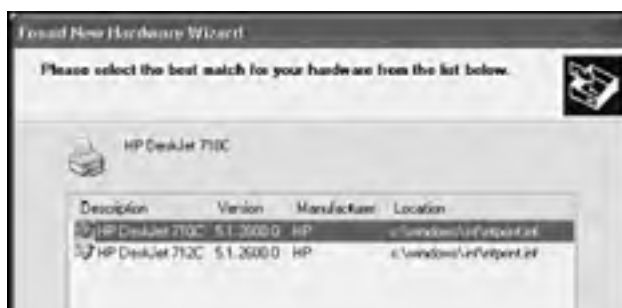 Found New Hardware Wizard
Please select the best match for your hardware from the list below.
HP DeskJet 710C
Description Version Manufacturer Location
HP DeskJet 710C 5.1.2600.0 HP c:\windows\inf\ntprint.inf
HP DeskJet 712C 5.1.2600.0 HP c:\windows\inf\ntprint.inf